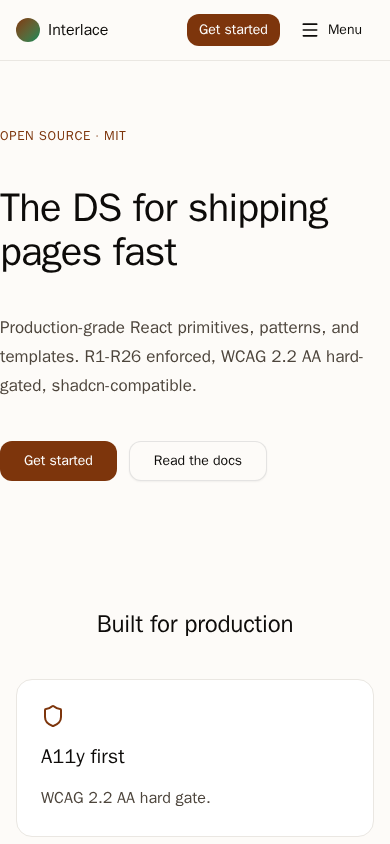 Interlace
Get started
Menu
OPEN SOURCE · MIT
The DS for shipping
pages fast
Production-grade React primitives, patterns, and
templates. R1-R26 enforced, WCAG 2.2 AA hard-
gated, shadcn-compatible.
Get started
Read the docs
Built for production
A11y first
WCAG 2.2 AA hard gate.